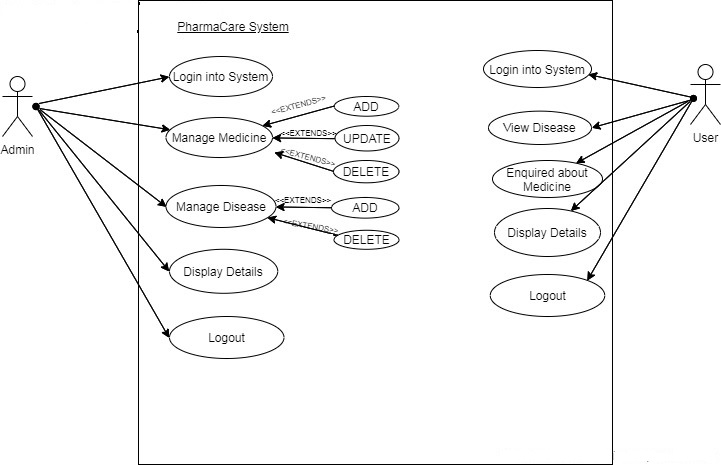 PharmaCare System
Login into System
Manage Medicine
<<EXTENDS>>
ADD
<<EXTENDS>>
UPDATE
<<EXTENDS>>
DELETE
Manage Disease
<<EXTENDS>>
ADD
<<EXTENDS>>
DELETE
Display Details
Logout
Admin
Login into System
View Disease
Enquired about
Medicine
Display Details
Logout
User